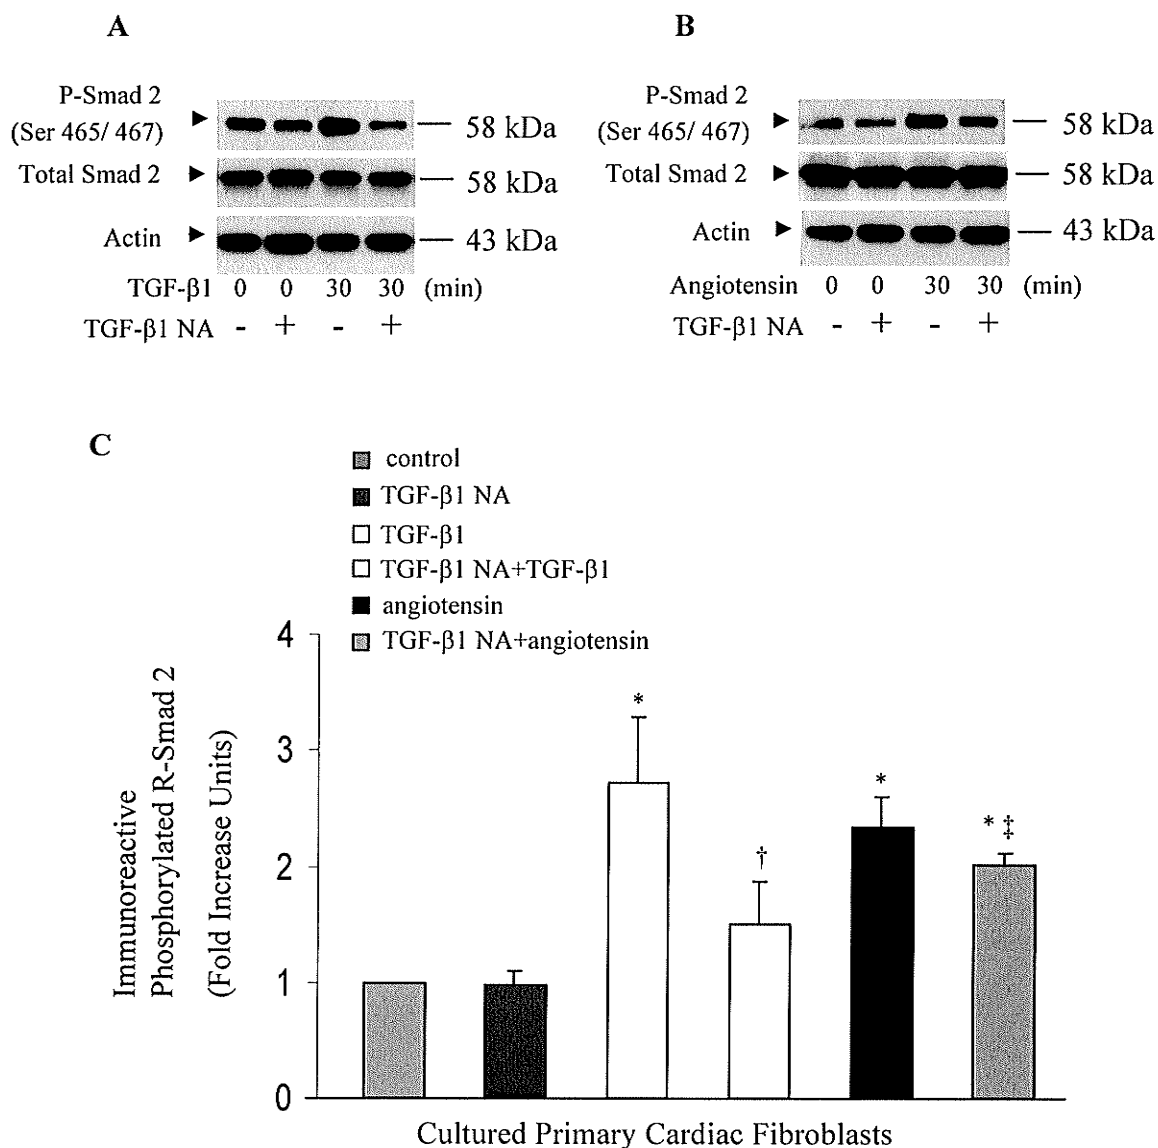 A
P-Smad 2
(Ser 465/ 467)
58 kDa
Total Smad 2
58 kDa
Actin
43 kDa
TGF-β1 0 0 30 30 (min)
TGF-β1 NA - + - +
B
P-Smad 2
(Ser 465/ 467)
58 kDa
Total Smad 2
58 kDa
Actin
43 kDa
Angiotensin 0 0 30 30 (min)
TGF-β1 NA - + - +
C
control
TGF-β1 NA
TGF-β1
TGF-β1 NA+TGF-β1
angiotensin
TGF-β1 NA+angiotensin
Immunoreactive
Phosphorylated R-Smad 2
(Fold Increase Units)
4
3
2
1
0
*
†
*
* ‡
Cultured Primary Cardiac Fibroblasts